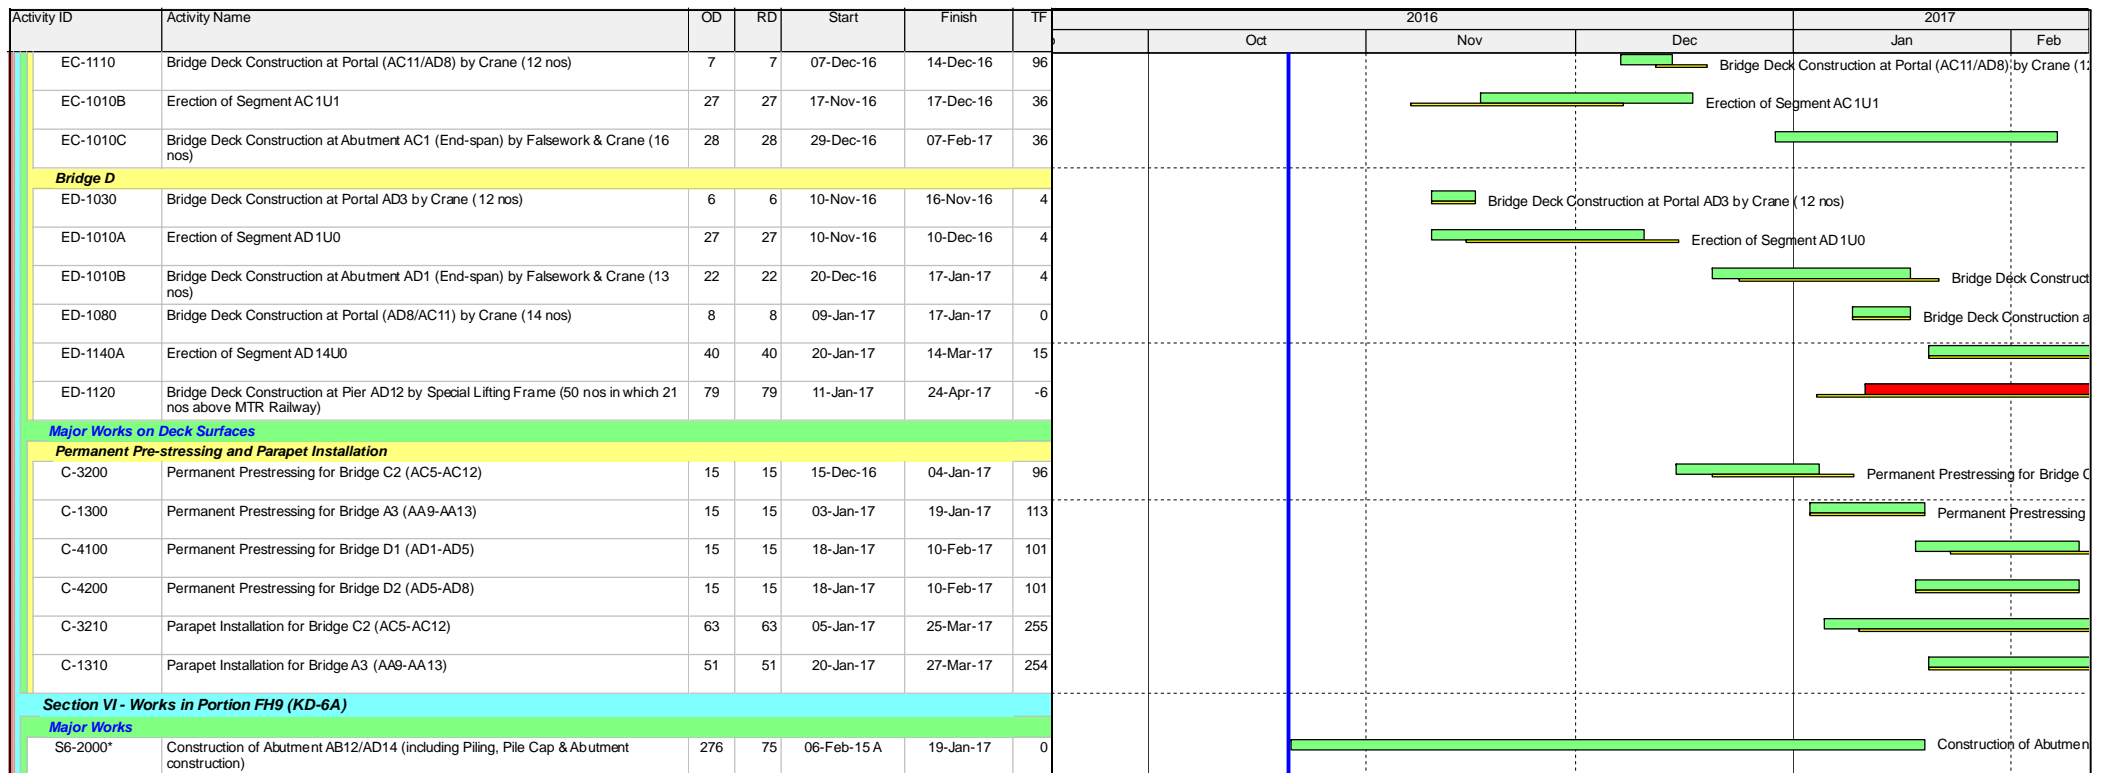 Activity ID Activity Name OD RD Start Finish TF 2016 2017
Oct Nov Dec Jan Feb
EC-1110 Bridge Deck Construction at Portal (AC11/AD8) by Crane (12 nos) 7 7 07-Dec-16 14-Dec-16 96 Bridge Deck Construction at Portal (AC11/AD8) by Crane (12
EC-1010B Erection of Segment AC1U1 27 27 17-Nov-16 17-Dec-16 36 Erection of Segment AC1U1
EC-1010C Bridge Deck Construction at Abutment AC1 (End-span) by Falsework & Crane (16 28 28 29-Dec-16 07-Feb-17 36
nos)
Bridge D
ED-1030 Bridge Deck Construction at Portal AD3 by Crane (12 nos) 6 6 10-Nov-16 16-Nov-16 4 Bridge Deck Construction at Portal AD3 by Crane (12 nos)
ED-1010A Erection of Segment AD1U0 27 27 10-Nov-16 10-Dec-16 4 Erection of Segment AD1U0
ED-1010B Bridge Deck Construction at Abutment AD1 (End-span) by Falsework & Crane (13 22 22 20-Dec-16 17-Jan-17 4 Bridge Deck Construct
nos)
ED-1080 Bridge Deck Construction at Portal (AD8/AC11) by Crane (14 nos) 8 8 09-Jan-17 17-Jan-17 0 Bridge Deck Construction a
ED-1140A Erection of Segment AD14U0 40 40 20-Jan-17 14-Mar-17 15
ED-1120 Bridge Deck Construction at Pier AD12 by Special Lifting Frame (50 nos in which 21 79 79 11-Jan-17 24-Apr-17 -6
nos above MTR Railway)
Major Works on Deck Surfaces
Permanent Pre-stressing and Parapet Installation
C-3200 Permanent Prestressing for Bridge C2 (AC5-AC12) 15 15 15-Dec-16 04-Jan-17 96 Permanent Prestressing for Bridge C
C-1300 Permanent Prestressing for Bridge A3 (AA9-AA13) 15 15 03-Jan-17 19-Jan-17 113 Permanent Prestressing
C-4100 Permanent Prestressing for Bridge D1 (AD1-AD5) 15 15 18-Jan-17 10-Feb-17 101
C-4200 Permanent Prestressing for Bridge D2 (AD5-AD8) 15 15 18-Jan-17 10-Feb-17 101
C-3210 Parapet Installation for Bridge C2 (AC5-AC12) 63 63 05-Jan-17 25-Mar-17 255
C-1310 Parapet Installation for Bridge A3 (AA9-AA13) 51 51 20-Jan-17 27-Mar-17 254
Section VI - Works in Portion FH9 (KD-6A)
Major Works
S6-2000* Construction of Abutment AB12/AD14 (including Piling, Pile Cap & Abutment 276 75 06-Feb-15 A 19-Jan-17 0 Construction of Abutmen
construction)